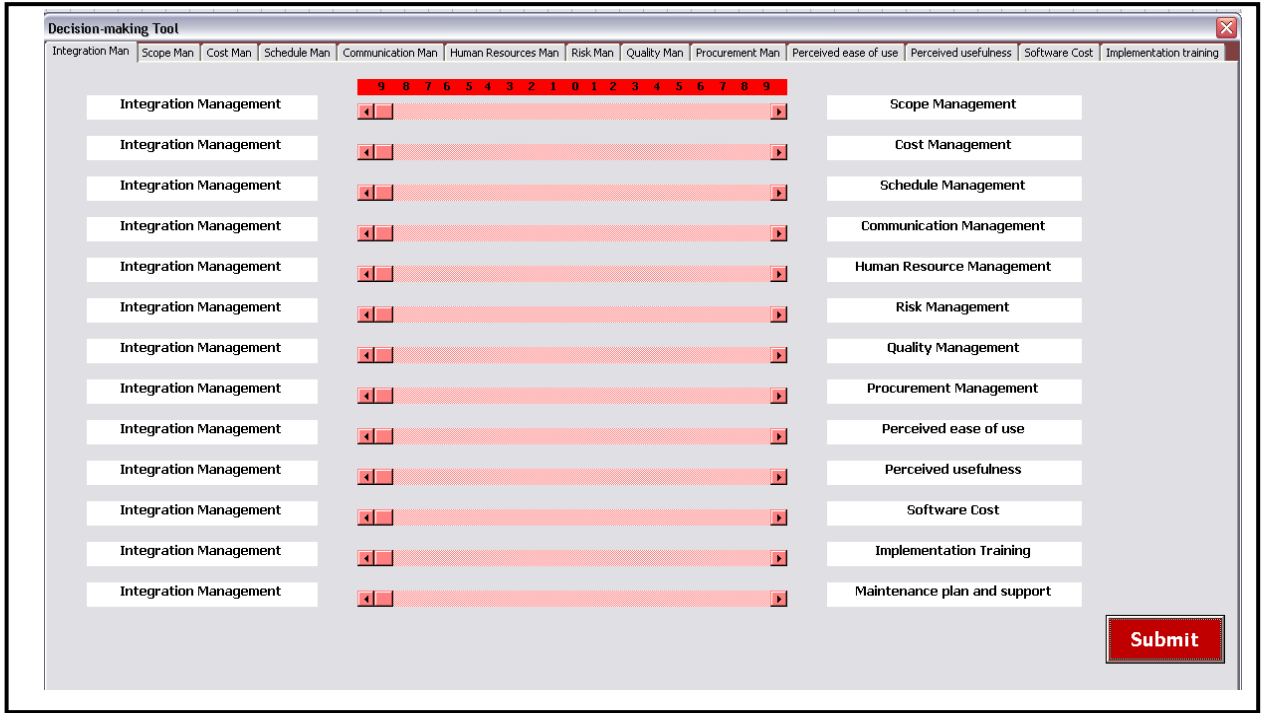 Decision-making Tool
Integration Man Scope Man Cost Man Schedule Man Communication Man Human Resources Man Risk Man Quality Man Procurement Man Perceived ease of use Perceived usefulness Software Cost Implementation training
9 8 7 6 5 4 3 2 1 0 1 2 3 4 5 6 7 8 9
Integration Management Scope Management
Integration Management Cost Management
Integration Management Schedule Management
Integration Management Communication Management
Integration Management Human Resource Management
Integration Management Risk Management
Integration Management Quality Management
Integration Management Procurement Management
Integration Management Perceived ease of use
Integration Management Perceived usefulness
Integration Management Software Cost
Integration Management Implementation Training
Integration Management Maintenance plan and support
Submit